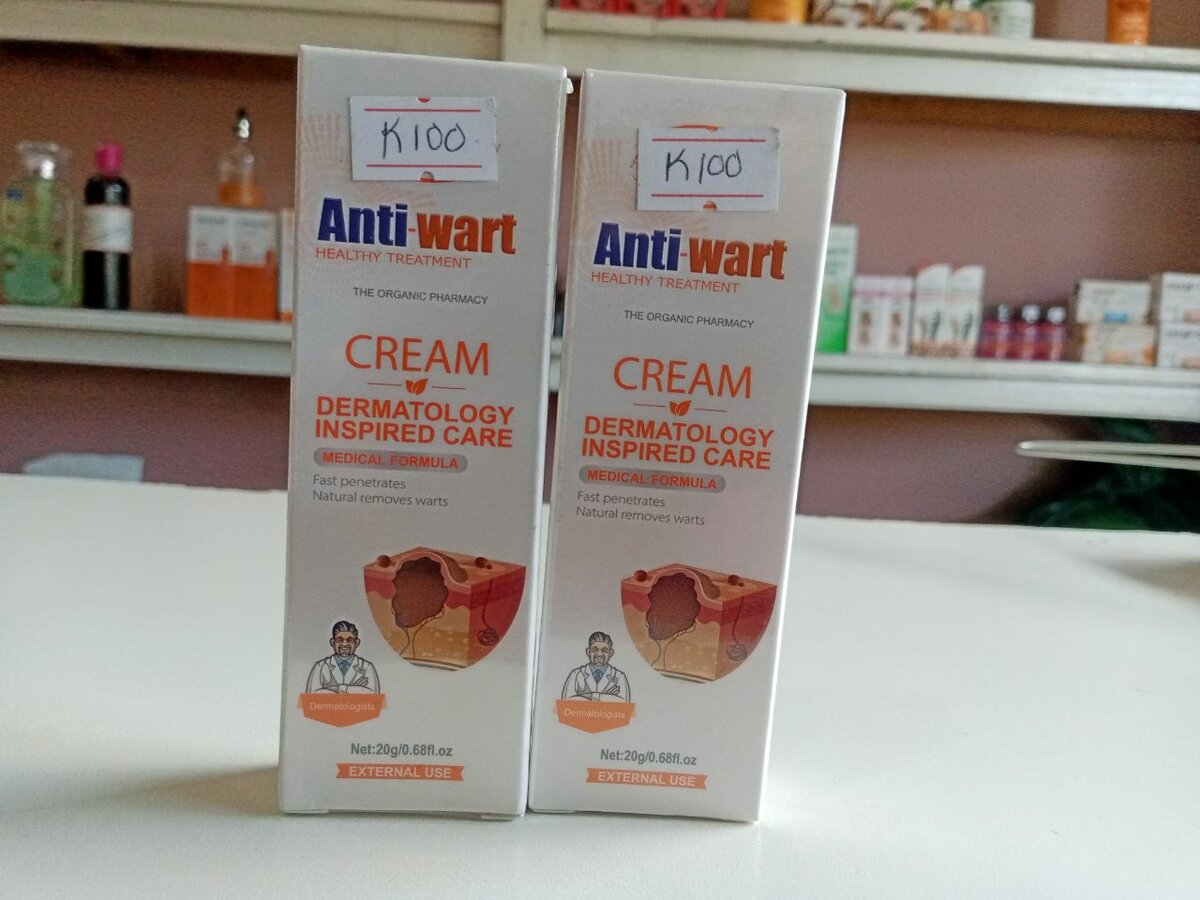 K100
Anti-wart
HEALTHY TREATMENT
THE ORGANIC PHARMACY
CREAM
DERMATOLOGY
INSPIRED CARE
MEDICAL FORMULA
Fast penetrates
Natural removes warts
Dermatologists
Net:20g/0.68fl.oz
EXTERNAL USE
K100
Anti-wart
HEALTHY TREATMENT
THE ORGANIC PHARMACY
CREAM
DERMATOLOGY
INSPIRED CARE
MEDICAL FORMULA
Fast penetrates
Natural removes warts
Dermatologists
Net:20g/0.68fl.oz
EXTERNAL USE